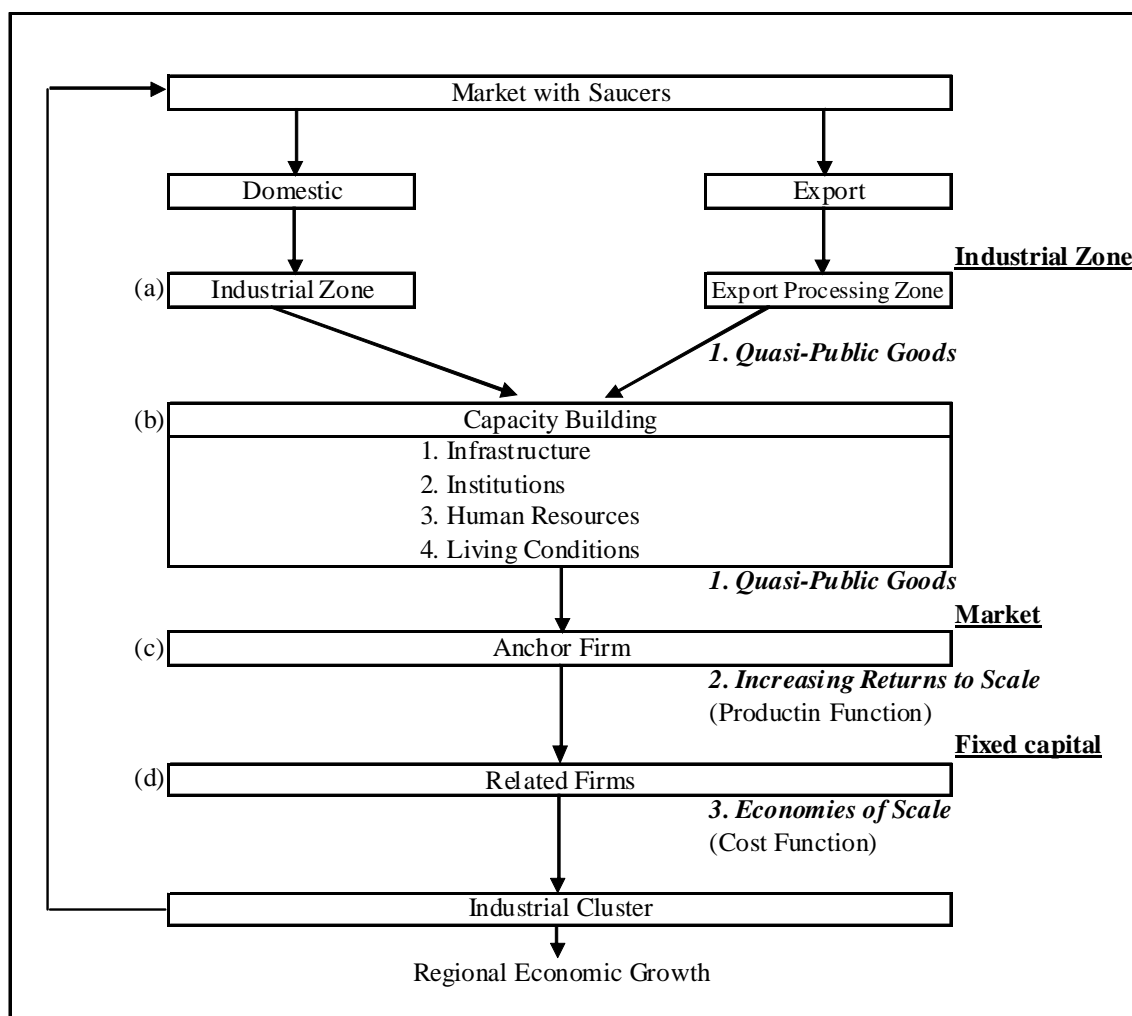 Market with Saucers
Domestic
Export
Industrial Zone
(a)
Industrial Zone
Export Processing Zone
1. Quasi-Public Goods
(b)
Capacity Building
1. Infrastructure
2. Institutions
3. Human Resources
4. Living Conditions
1. Quasi-Public Goods
Market
(c)
Anchor Firm
2. Increasing Returns to Scale
(Productin Function)
Fixed capital
(d)
Related Firms
3. Economies of Scale
(Cost Function)
Industrial Cluster
Regional Economic Growth